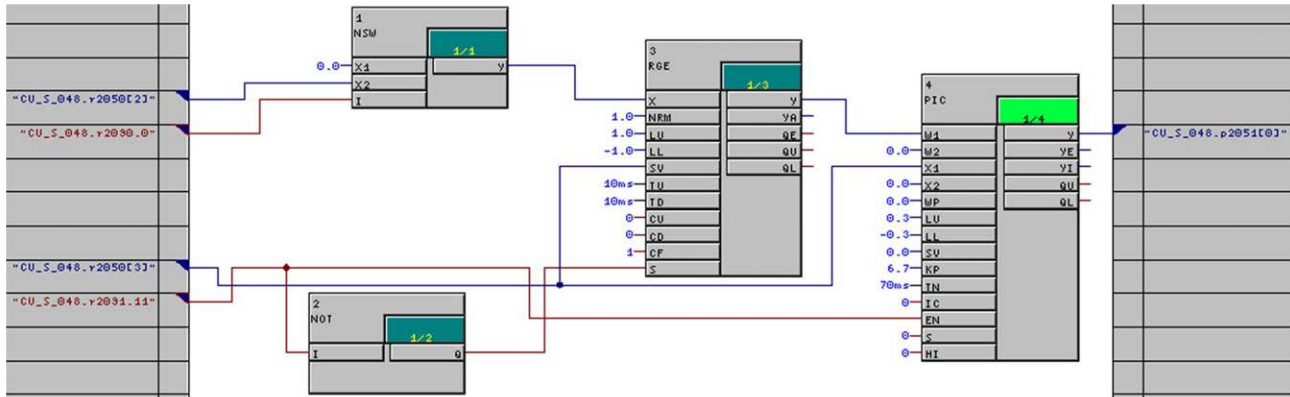 1
NSW
1/1
0.0 X1 Y
X2
I
"CU_S_048.r2050[2]"
"CU_S_048.r2090.0"
"CU_S_048.r2050[3]"
"CU_S_048.r2091.11"
2
NOT
1/2
I Q
3
RGE
1/3
X Y
1.0 NRM YA
1.0 LU QE
-1.0 LL QU
SV QL
10ms TU
10ms TD
0 CU
0 CD
1 CF
S
4
PIC
1/4
W1 Y
0.0 W2 YE
X1 YI
0.0 X2 QU
0.0 WP QL
0.3 LU
-0.3 LL
0.0 SV
6.7 KP
70ms TN
0 IC
EN
0 S
0 HI
"CU_S_048.p2051[0]"